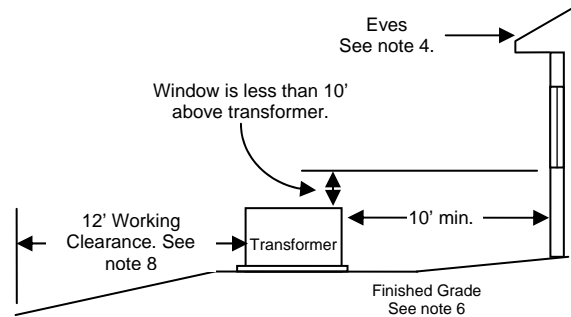 Eves
See note 4.
Window is less than 10'
above transformer.
12' Working
Clearance. See
note 8
Transformer
10' min.
Finished Grade
See note 6